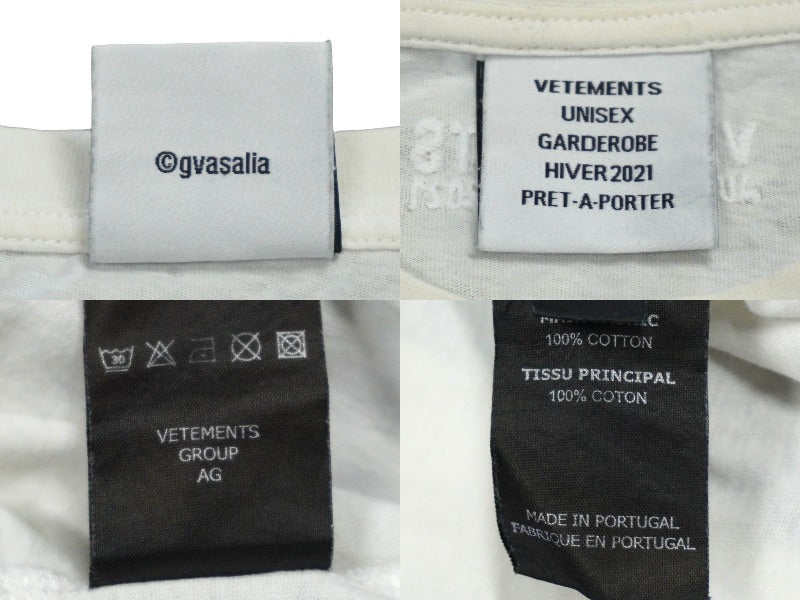 ©gvasalia
VETEMENTS
UNISEX
GARDEROBE
HIVER 2021
PRET-A-PORTER
30
VETEMENTS
GROUP
AG
100% COTTON
TISSU PRINCIPAL
100% COTON
MADE IN PORTUGAL
FABRIQUE EN PORTUGAL